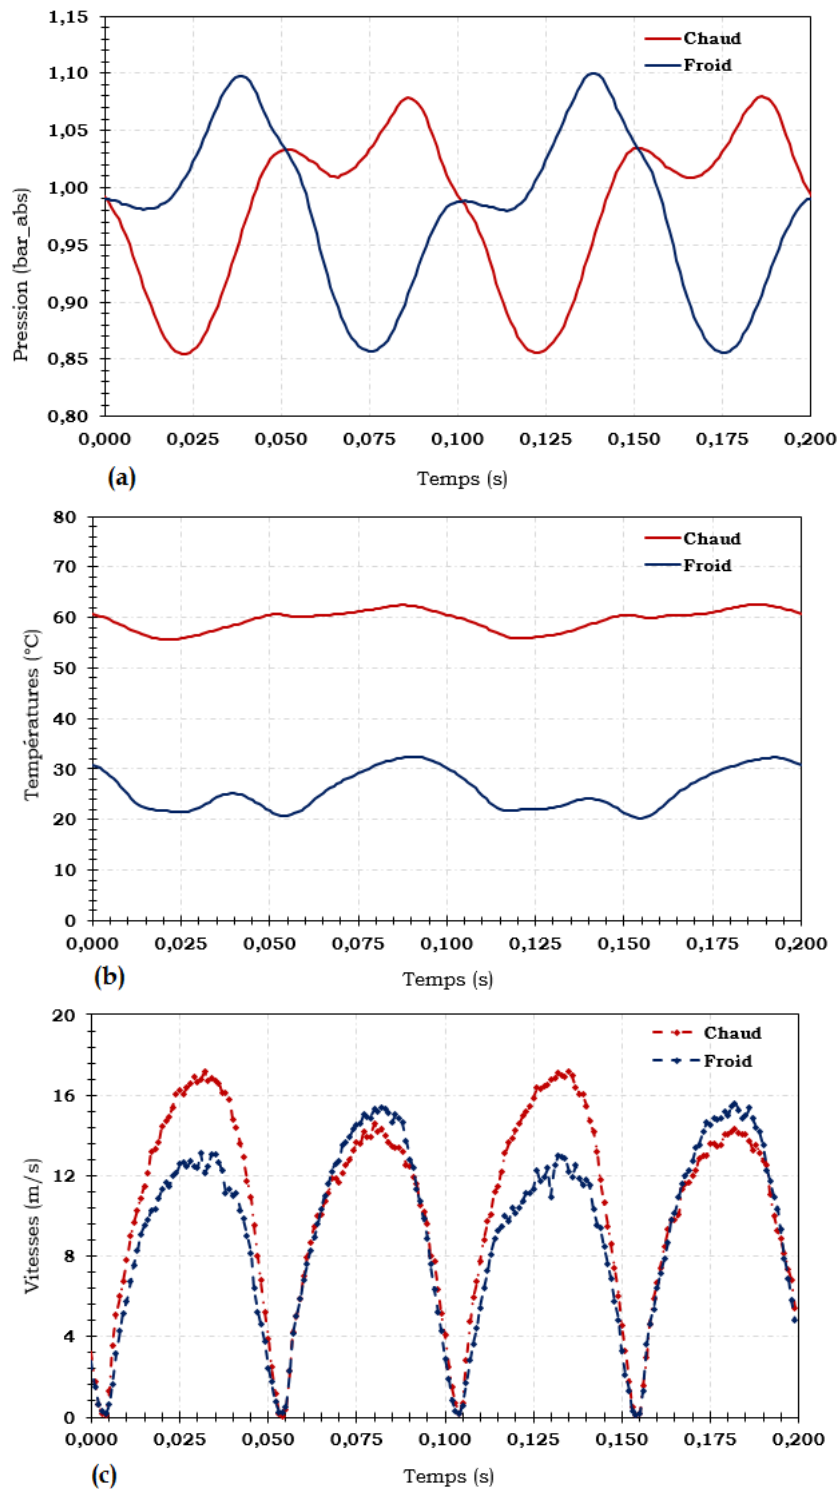 1,15
1,10
1,05
1,00
0,95
0,90
0,85
0,80
Pression (bar_abs)
Chaud
Froid
0,000 0,025 0,050 0,075 0,100 0,125 0,150 0,175 0,200
(a)
Temps (s)
80
70
60
50
40
30
20
10
0
Températures (°C)
Chaud
Froid
0,000 0,025 0,050 0,075 0,100 0,125 0,150 0,175 0,200
(b)
Temps (s)
20
16
12
8
4
0
Vitesses (m/s)
Chaud
Froid
0,000 0,025 0,050 0,075 0,100 0,125 0,150 0,175 0,200
(c)
Temps (s)